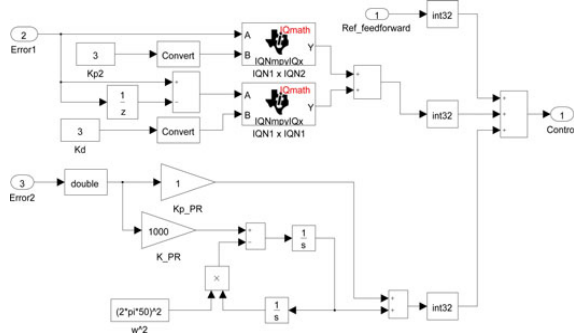 1
Ref_feedforward
int32
2
Error1
3
Kp2
Convert
A
B
IQmath
IQNmpyIQx
Y
IQN1 x IQN2
+
+
1
z
+
-
3
Kd
Convert
A
B
IQmath
IQNmpyIQx
Y
IQN1 x IQN1
int32
+
+
+
1
Contro
3
Error2
double
1
Kp_PR
1000
K_PR
+
-
1
s
×
(2*pi*50)^2
w^2
1
s
+
+
int32